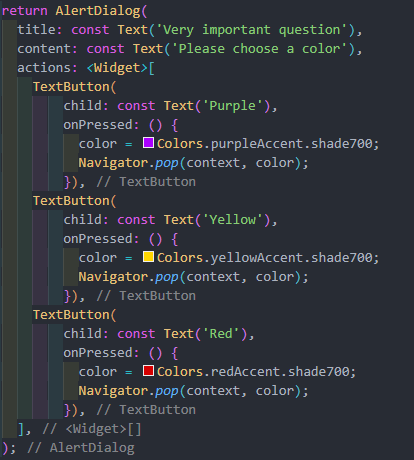 return AlertDialog(
  title: const Text('Very important question'),
  content: const Text('Please choose a color'),
  actions: <Widget>[
    TextButton(
        child: const Text('Purple'),
        onPressed: () {
          color = Colors.purpleAccent.shade700;
          Navigator.pop(context, color);
        }), // TextButton
    TextButton(
        child: const Text('Yellow'),
        onPressed: () {
          color = Colors.yellowAccent.shade700;
          Navigator.pop(context, color);
        }), // TextButton
    TextButton(
        child: const Text('Red'),
        onPressed: () {
          color = Colors.redAccent.shade700;
          Navigator.pop(context, color);
        }), // TextButton
  ], // <Widget>[]
); // AlertDialog